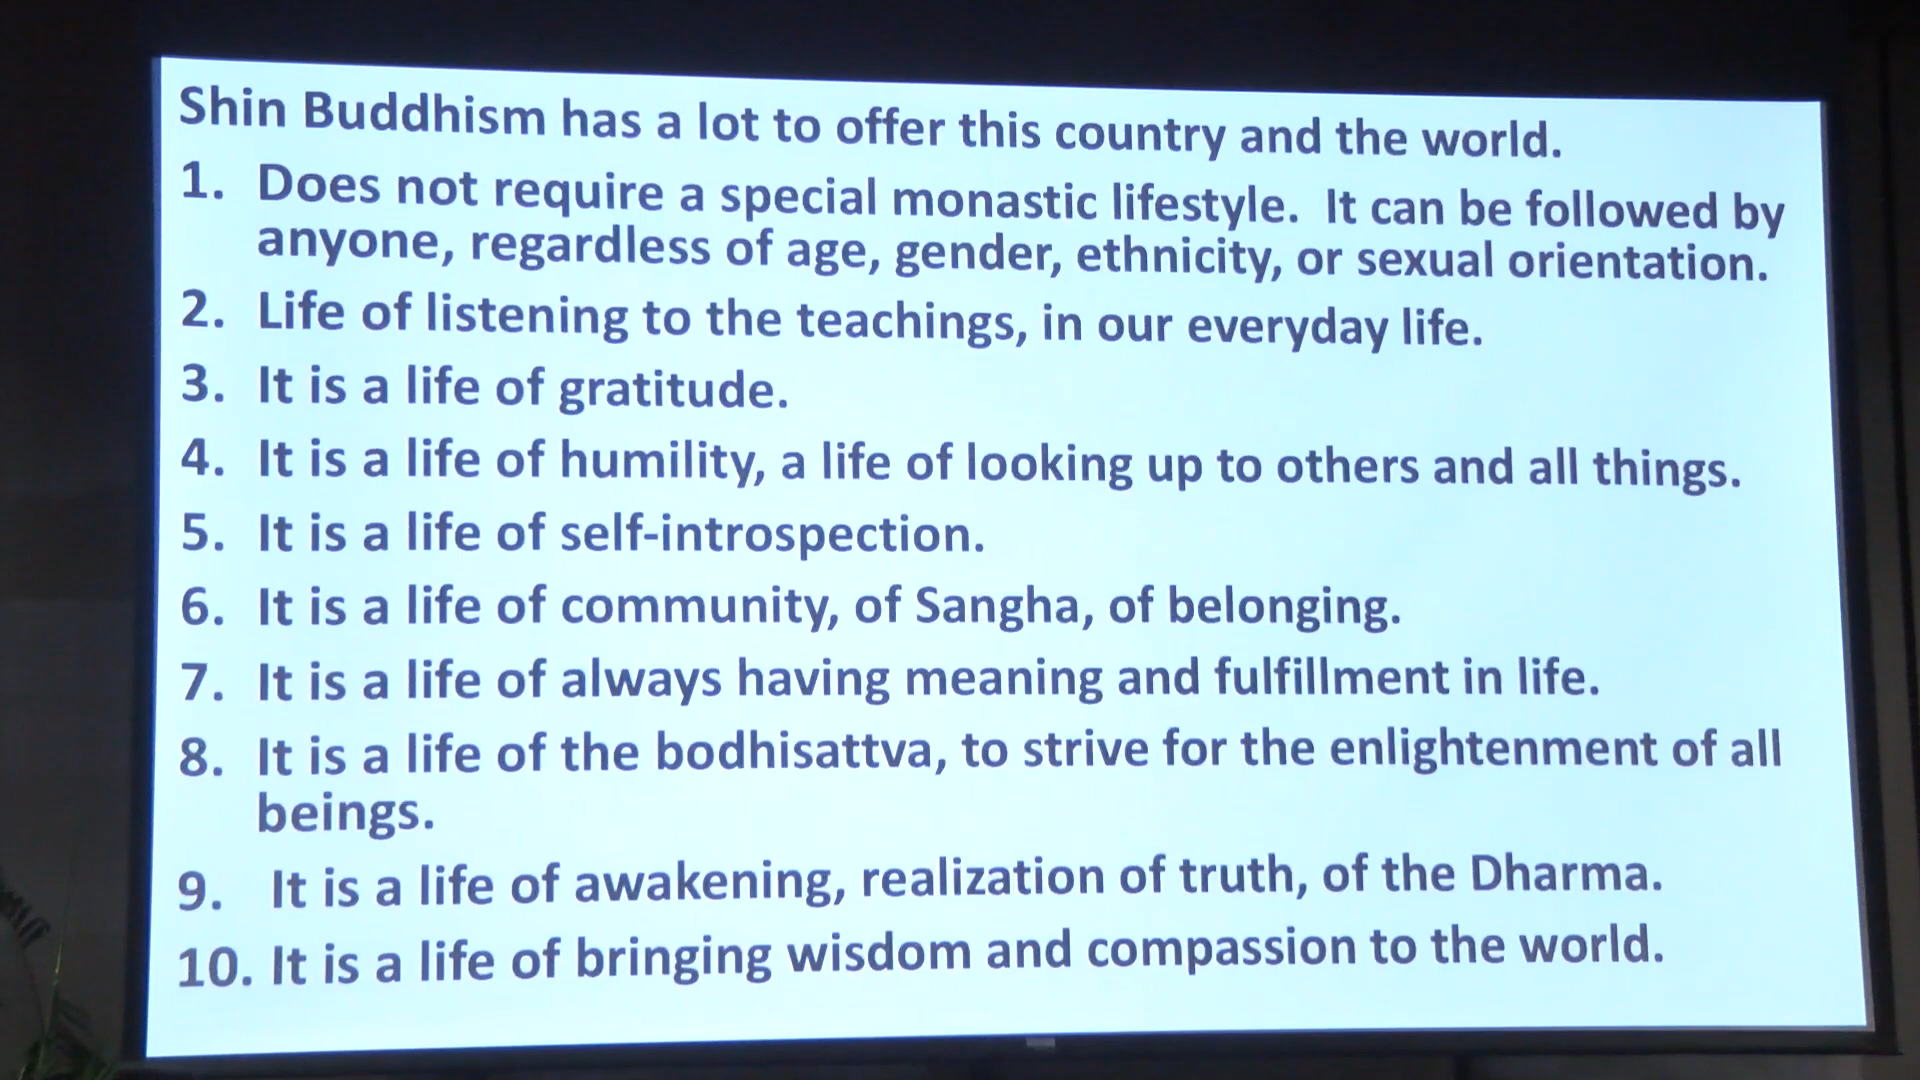 Shin Buddhism has a lot to offer this country and the world.
1. Does not require a special monastic lifestyle. It can be followed by
anyone, regardless of age, gender, ethnicity, or sexual orientation.
2. Life of listening to the teachings, in our everyday life.
3. It is a life of gratitude.
4. It is a life of humility, a life of looking up to others and all things.
5. It is a life of self-introspection.
6. It is a life of community, of Sangha, of belonging.
7. It is a life of always having meaning and fulfillment in life.
8. It is a life of the bodhisattva, to strive for the enlightenment of all
beings.
9. It is a life of awakening, realization of truth, of the Dharma.
10. It is a life of bringing wisdom and compassion to the world.